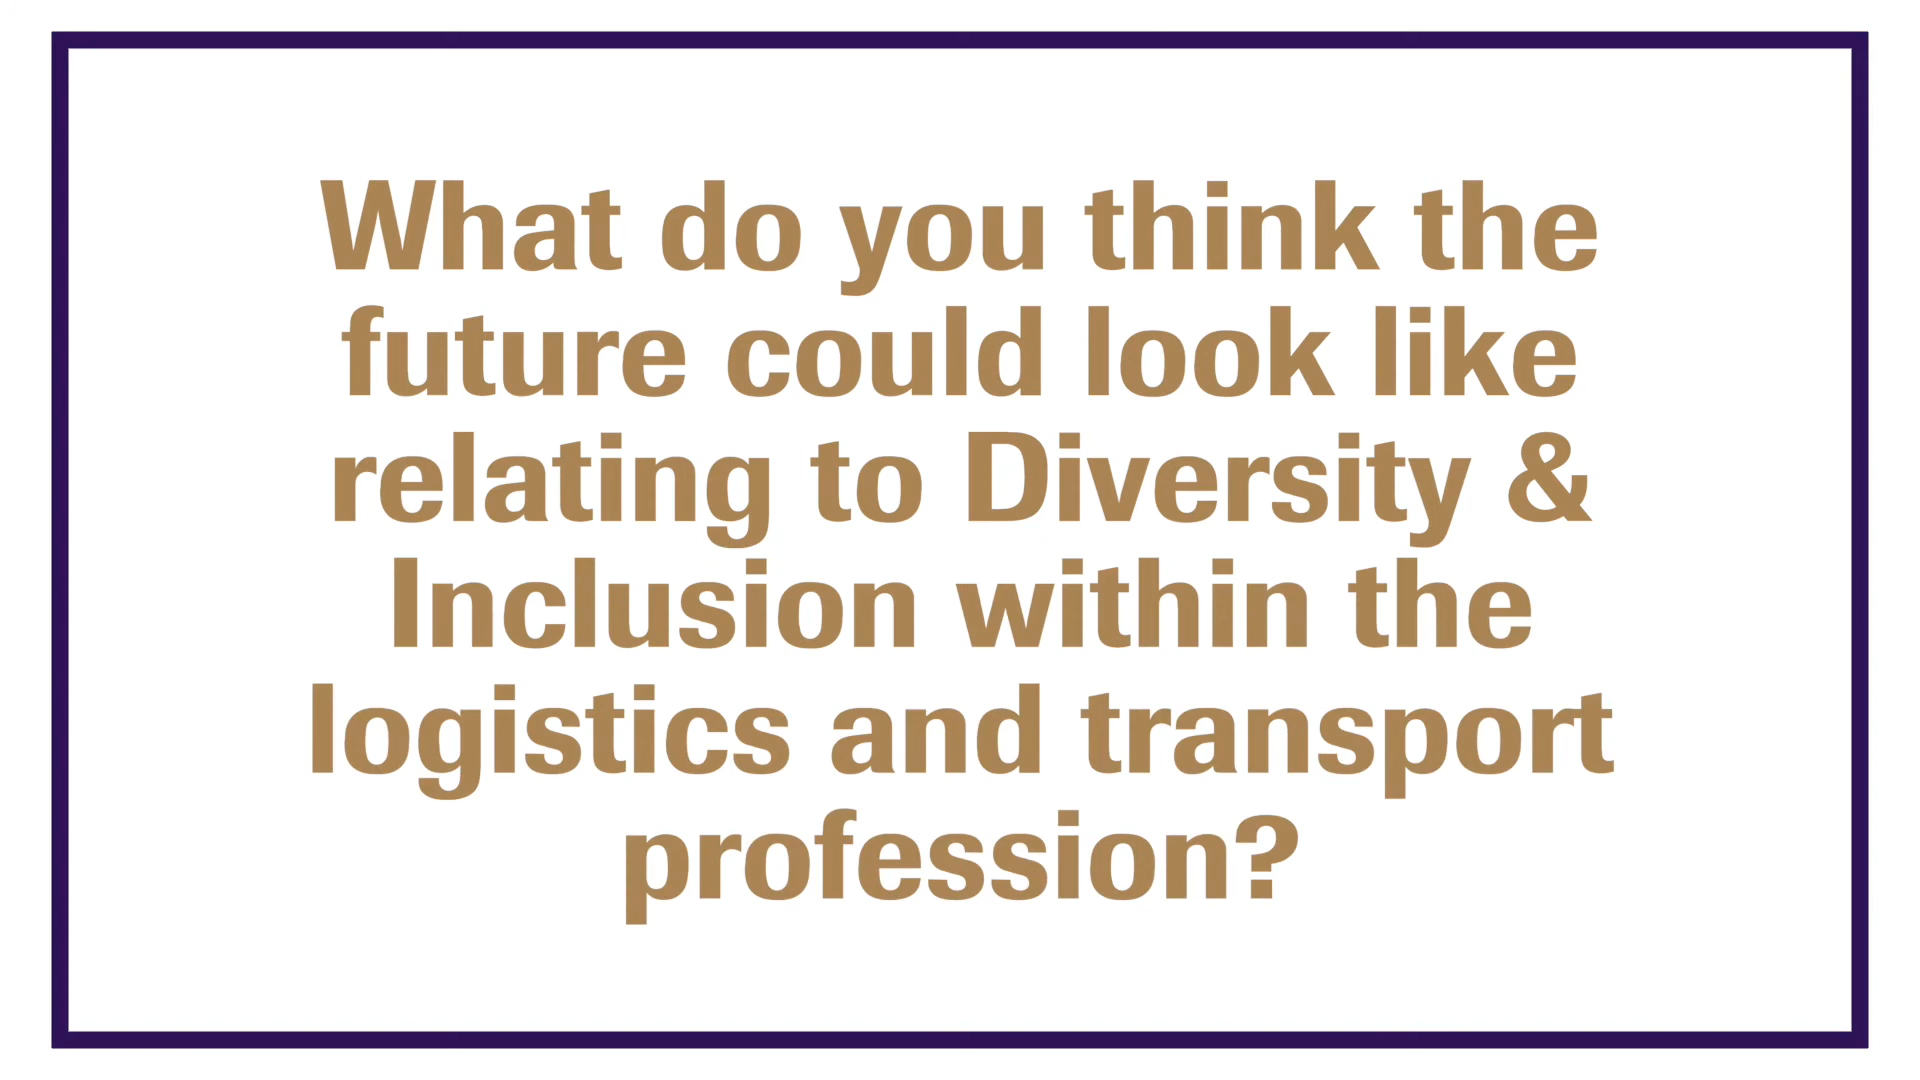 What do you think the
future could look like
relating to Diversity &
Inclusion within the
logistics and transport
profession?